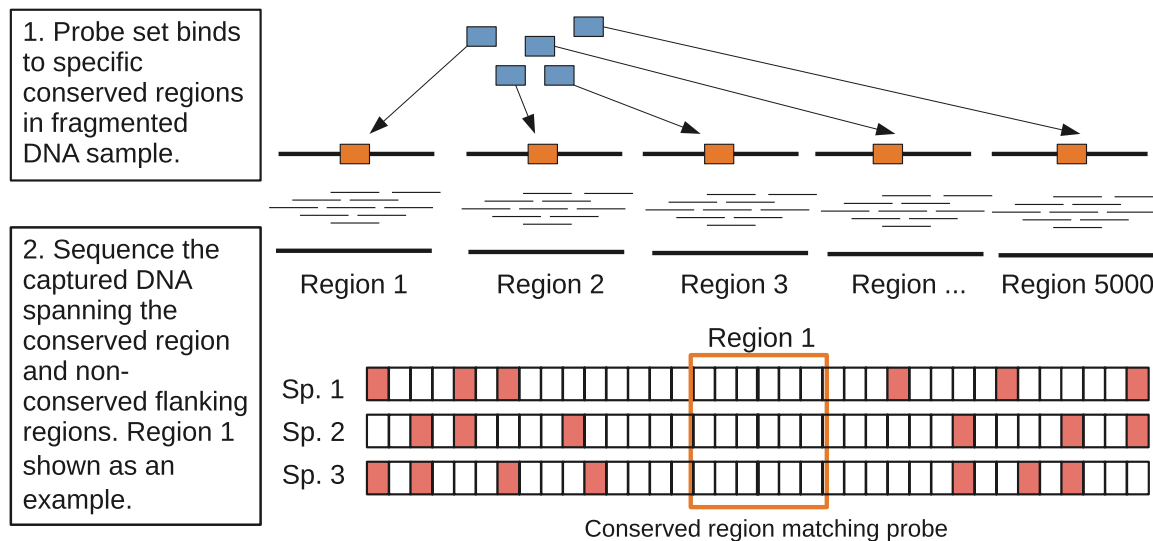 1. Probe set binds
to specific
conserved regions
in fragmented
DNA sample.
Region 1
Region 2
Region 3
Region ...
Region 5000
2. Sequence the
captured DNA
spanning the
conserved region
and non-
conserved flanking
regions. Region 1
shown as an
example.
Region 1
Sp. 1
Sp. 2
Sp. 3
Conserved region matching probe